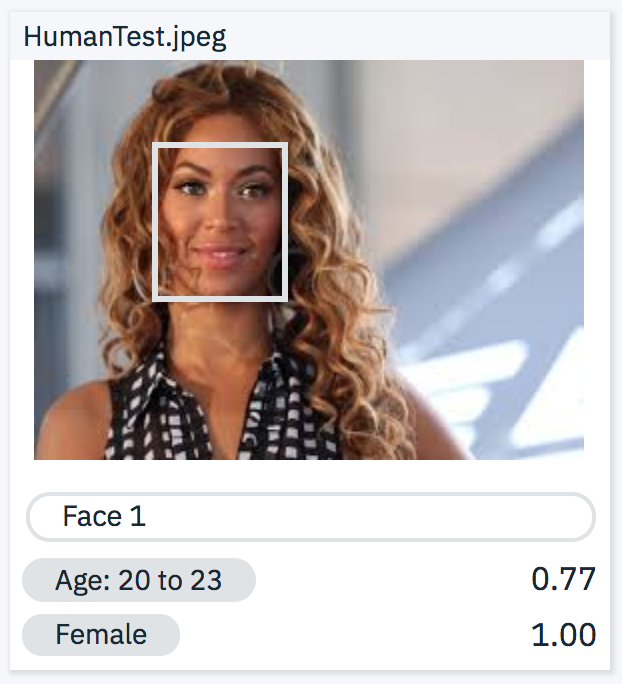 HumanTest.jpeg
Face 1
Age: 20 to 23 0.77
Female 1.00